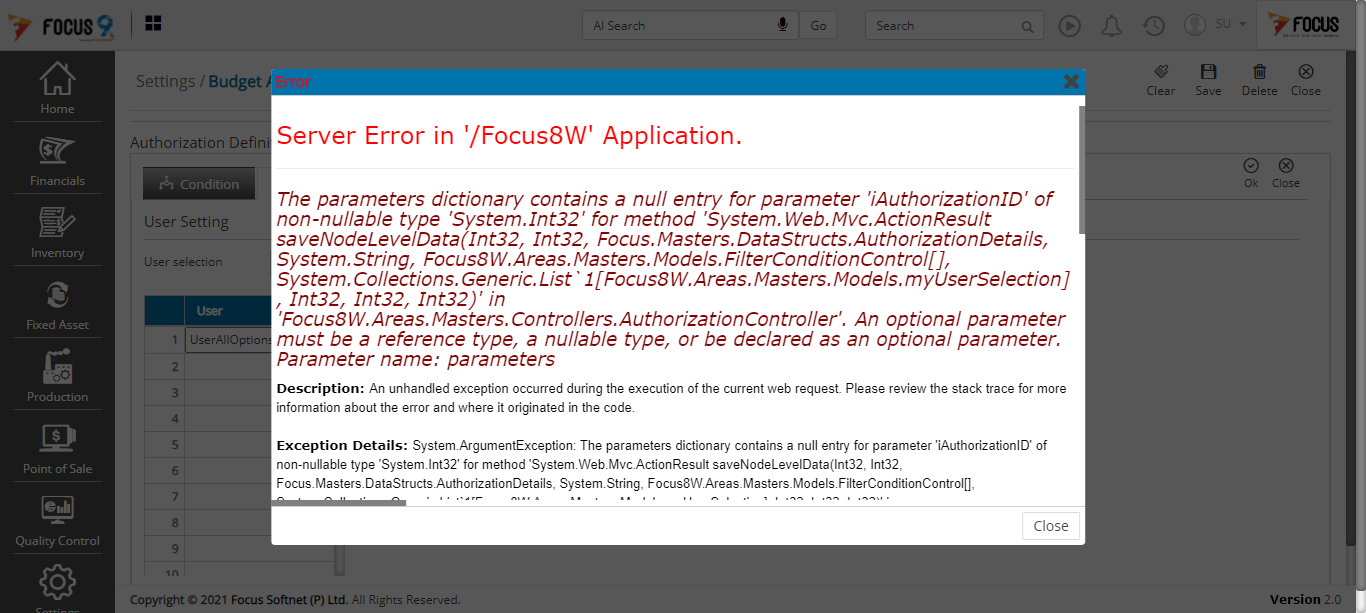 FOCUS 9
AI Search
Go
Search
SU
FOCUS
Home
Financials
Inventory
Fixed Asset
Production
Point of Sale
Quality Control
Settings
Settings / Budget A
Clear
Save
Delete
Close
Authorization Defini
Condition
Ok
Close
User Setting
User selection
User
1 UserAllOptions
2
3
4
5
6
7
8
9
10
Error
Server Error in '/Focus8W' Application.
The parameters dictionary contains a null entry for parameter 'iAuthorizationID' of
non-nullable type 'System.Int32' for method 'System.Web.Mvc.ActionResult
saveNodeLevelData(Int32, Int32, Focus.Masters.DataStructs.AuthorizationDetails,
System.String, Focus8W.Areas.Masters.Models.FilterConditionControl[],
System.Collections.Generic.List`1[Focus8W.Areas.Masters.Models.myUserSelection]
, Int32, Int32, Int32)' in
'Focus8W.Areas.Masters.Controllers.AuthorizationController'. An optional parameter
must be a reference type, a nullable type, or be declared as an optional parameter.
Parameter name: parameters
Description: An unhandled exception occurred during the execution of the current web request. Please review the stack trace for more
information about the error and where it originated in the code.
Exception Details: System.ArgumentException: The parameters dictionary contains a null entry for parameter 'iAuthorizationID' of
non-nullable type 'System.Int32' for method 'System.Web.Mvc.ActionResult saveNodeLevelData(Int32, Int32,
Focus.Masters.DataStructs.AuthorizationDetails, System.String, Focus8W.Areas.Masters.Models.FilterConditionControl[],
Close
Copyright © 2021 Focus Softnet (P) Ltd. All Rights Reserved.
Version 2.0